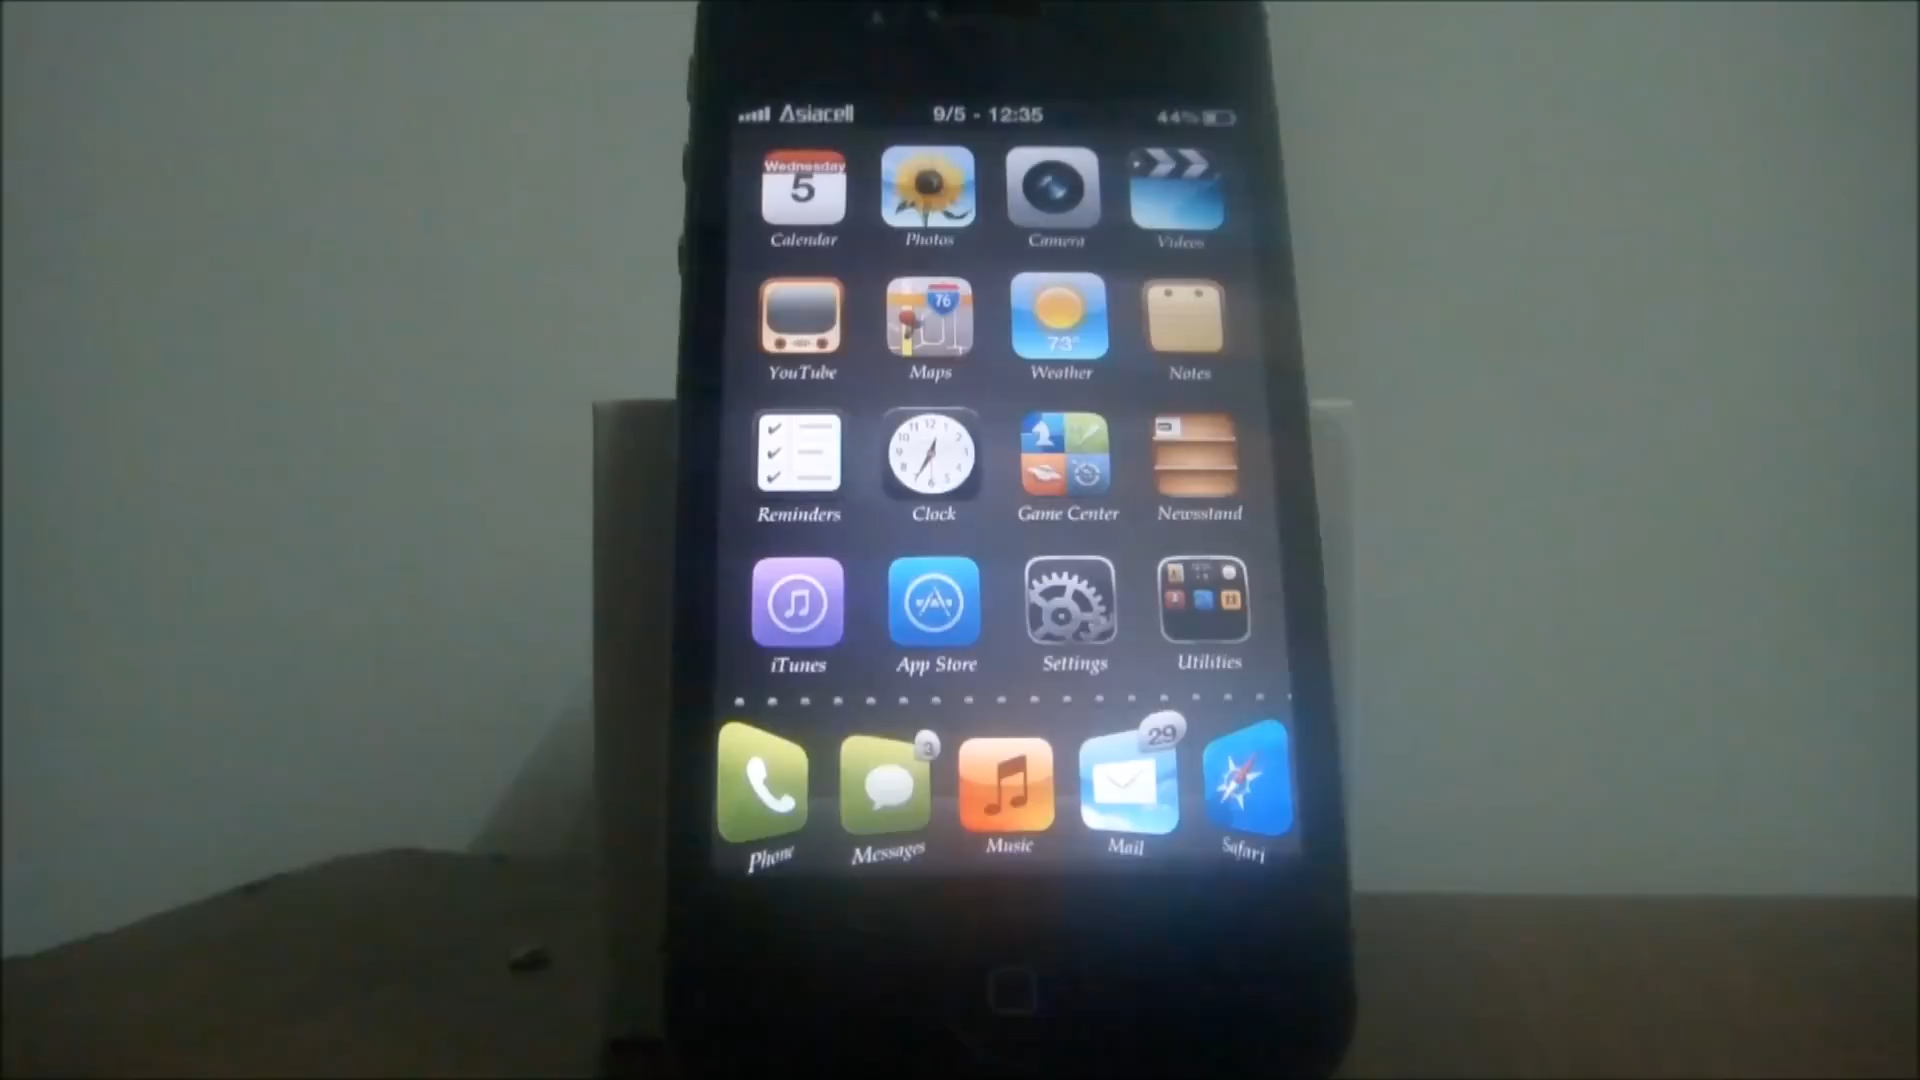 Asiacell 9/5 - 12:35 44%
Wednesday
5
Calendar Photos Camera Videos
76
73°
YouTube Maps Weather Notes
Reminders Clock Game Center Newsstand
iTunes App Store Settings Utilities
3 29
Phone Messages Music Mail Safari